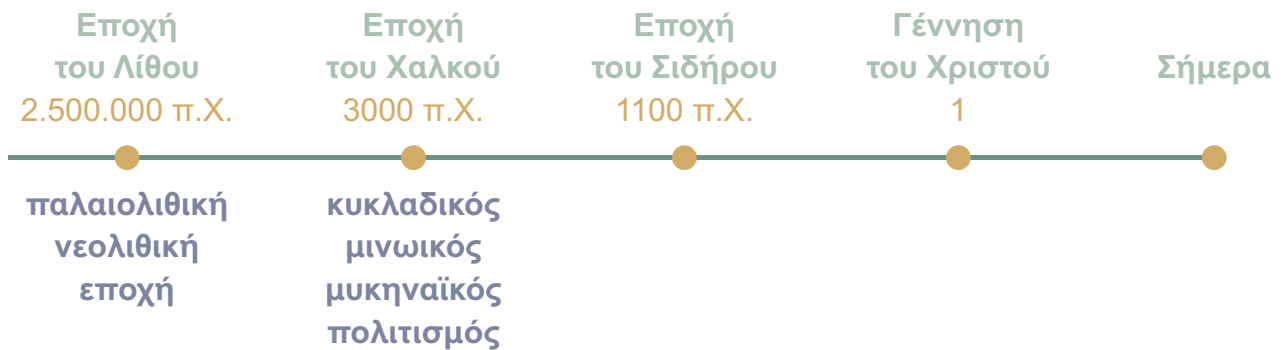 Εποχή
του Λίθου
2.500.000 π.Χ.
Εποχή
του Χαλκού
3000 π.Χ.
Εποχή
του Σιδήρου
1100 π.Χ.
Γέννηση
του Χριστού
1
Σήμερα
παλαιολιθική
νεολιθική
εποχή
κυκλαδικός
μινωικός
μυκηναϊκός
πολιτισμός